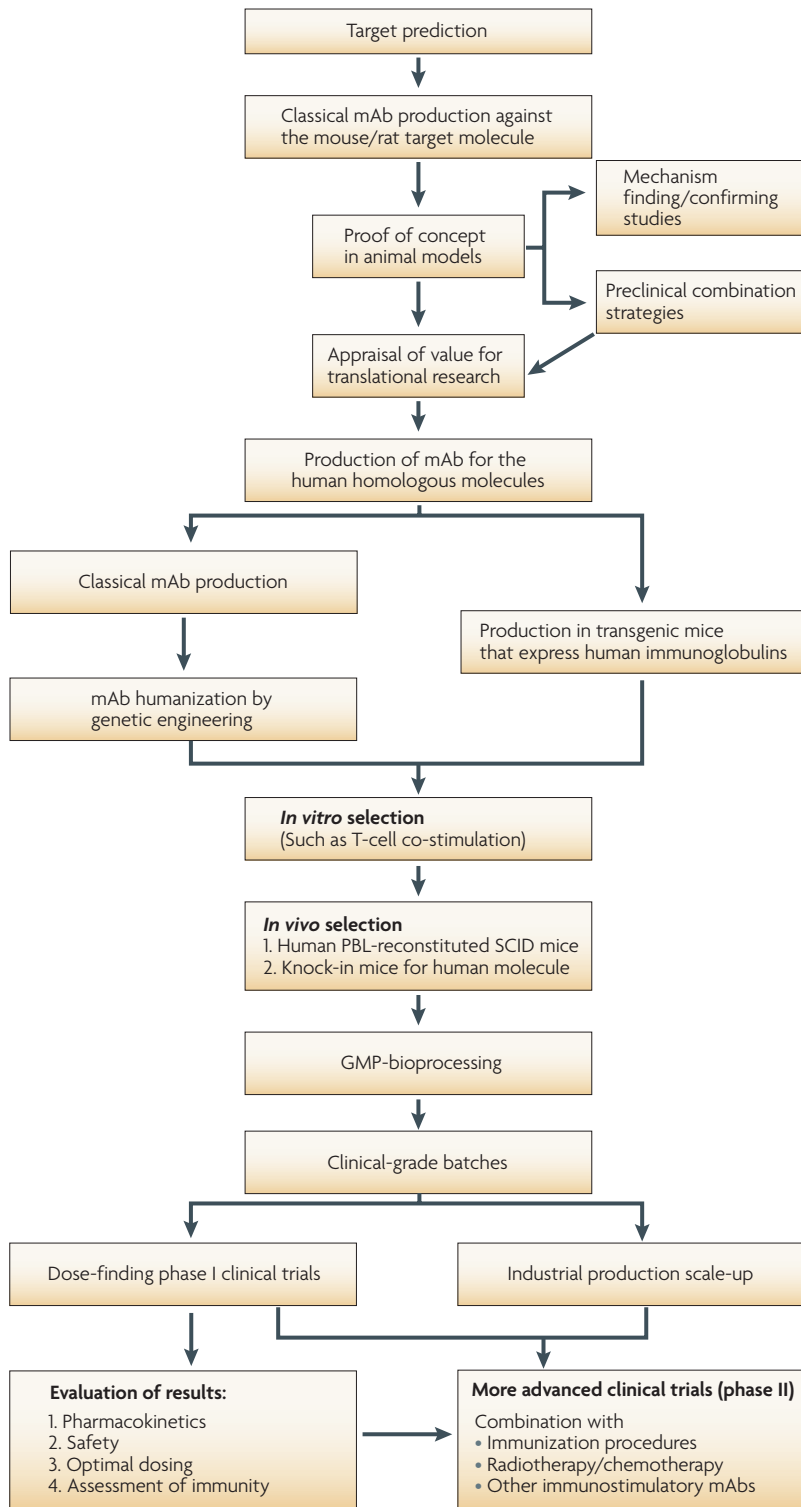 Target prediction
Classical mAb production against
the mouse/rat target molecule
Mechanism
finding/confirming
studies
Proof of concept
in animal models
Preclinical combination
strategies
Appraisal of value for
translational research
Production of mAb for the
human homologous molecules
Classical mAb production
Production in transgenic mice
that express human immunoglobulins
mAb humanization by
genetic engineering
In vitro selection
(Such as T-cell co-stimulation)
In vivo selection
1. Human PBL-reconstituted SCID mice
2. Knock-in mice for human molecule
GMP-bioprocessing
Clinical-grade batches
Dose-finding phase I clinical trials
Industrial production scale-up
Evaluation of results:
1. Pharmacokinetics
2. Safety
3. Optimal dosing
4. Assessment of immunity
More advanced clinical trials (phase II)
Combination with
• Immunization procedures
• Radiotherapy/chemotherapy
• Other immunostimulatory mAbs